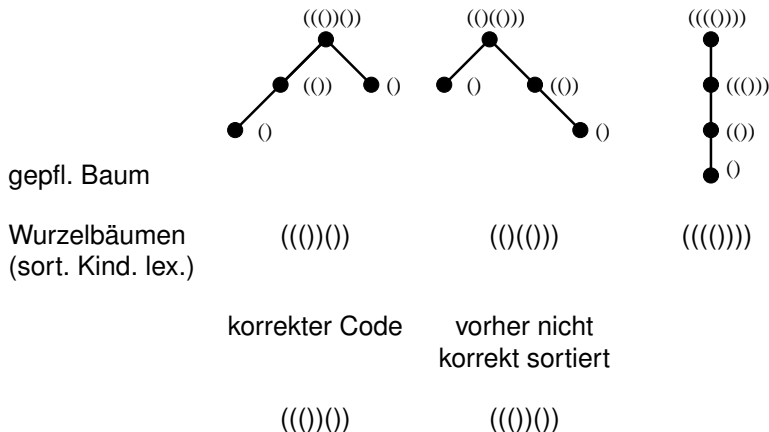 ((())()) (()(())) (((())))
(()) () () (()) ((()))
() () (())
()
gepfl. Baum
Wurzelbäumen ((())()) (()(())) (((())))
(sort. Kind. lex.)
korrekter Code vorher nicht
korrekt sortiert
((())()) ((())())